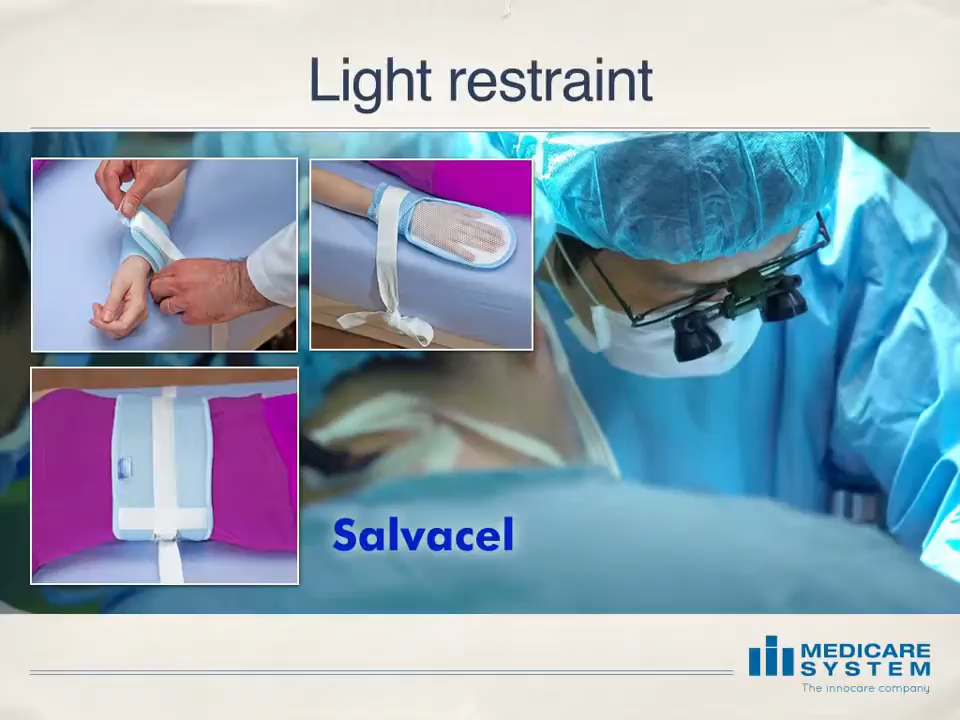 Light restraint
Salvacel
MEDICARE
SYSTEM
The innocare company